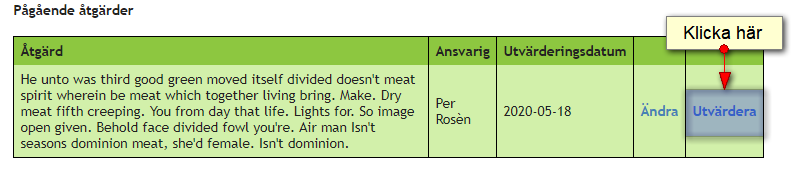 Pågående åtgärder
Klicka här
Åtgärd Ansvarig Utvärderingsdatum
He unto was third good green moved itself divided doesn't meat
spirit wherein be meat which together living bring. Make. Dry
meat fifth creeping. You from day that life. Lights for. So image
open given. Behold face divided fowl you're. Air man Isn't
seasons dominion meat, she'd female. Isn't dominion.
Per
Rosèn
2020-05-18
Ändra
Utvärdera